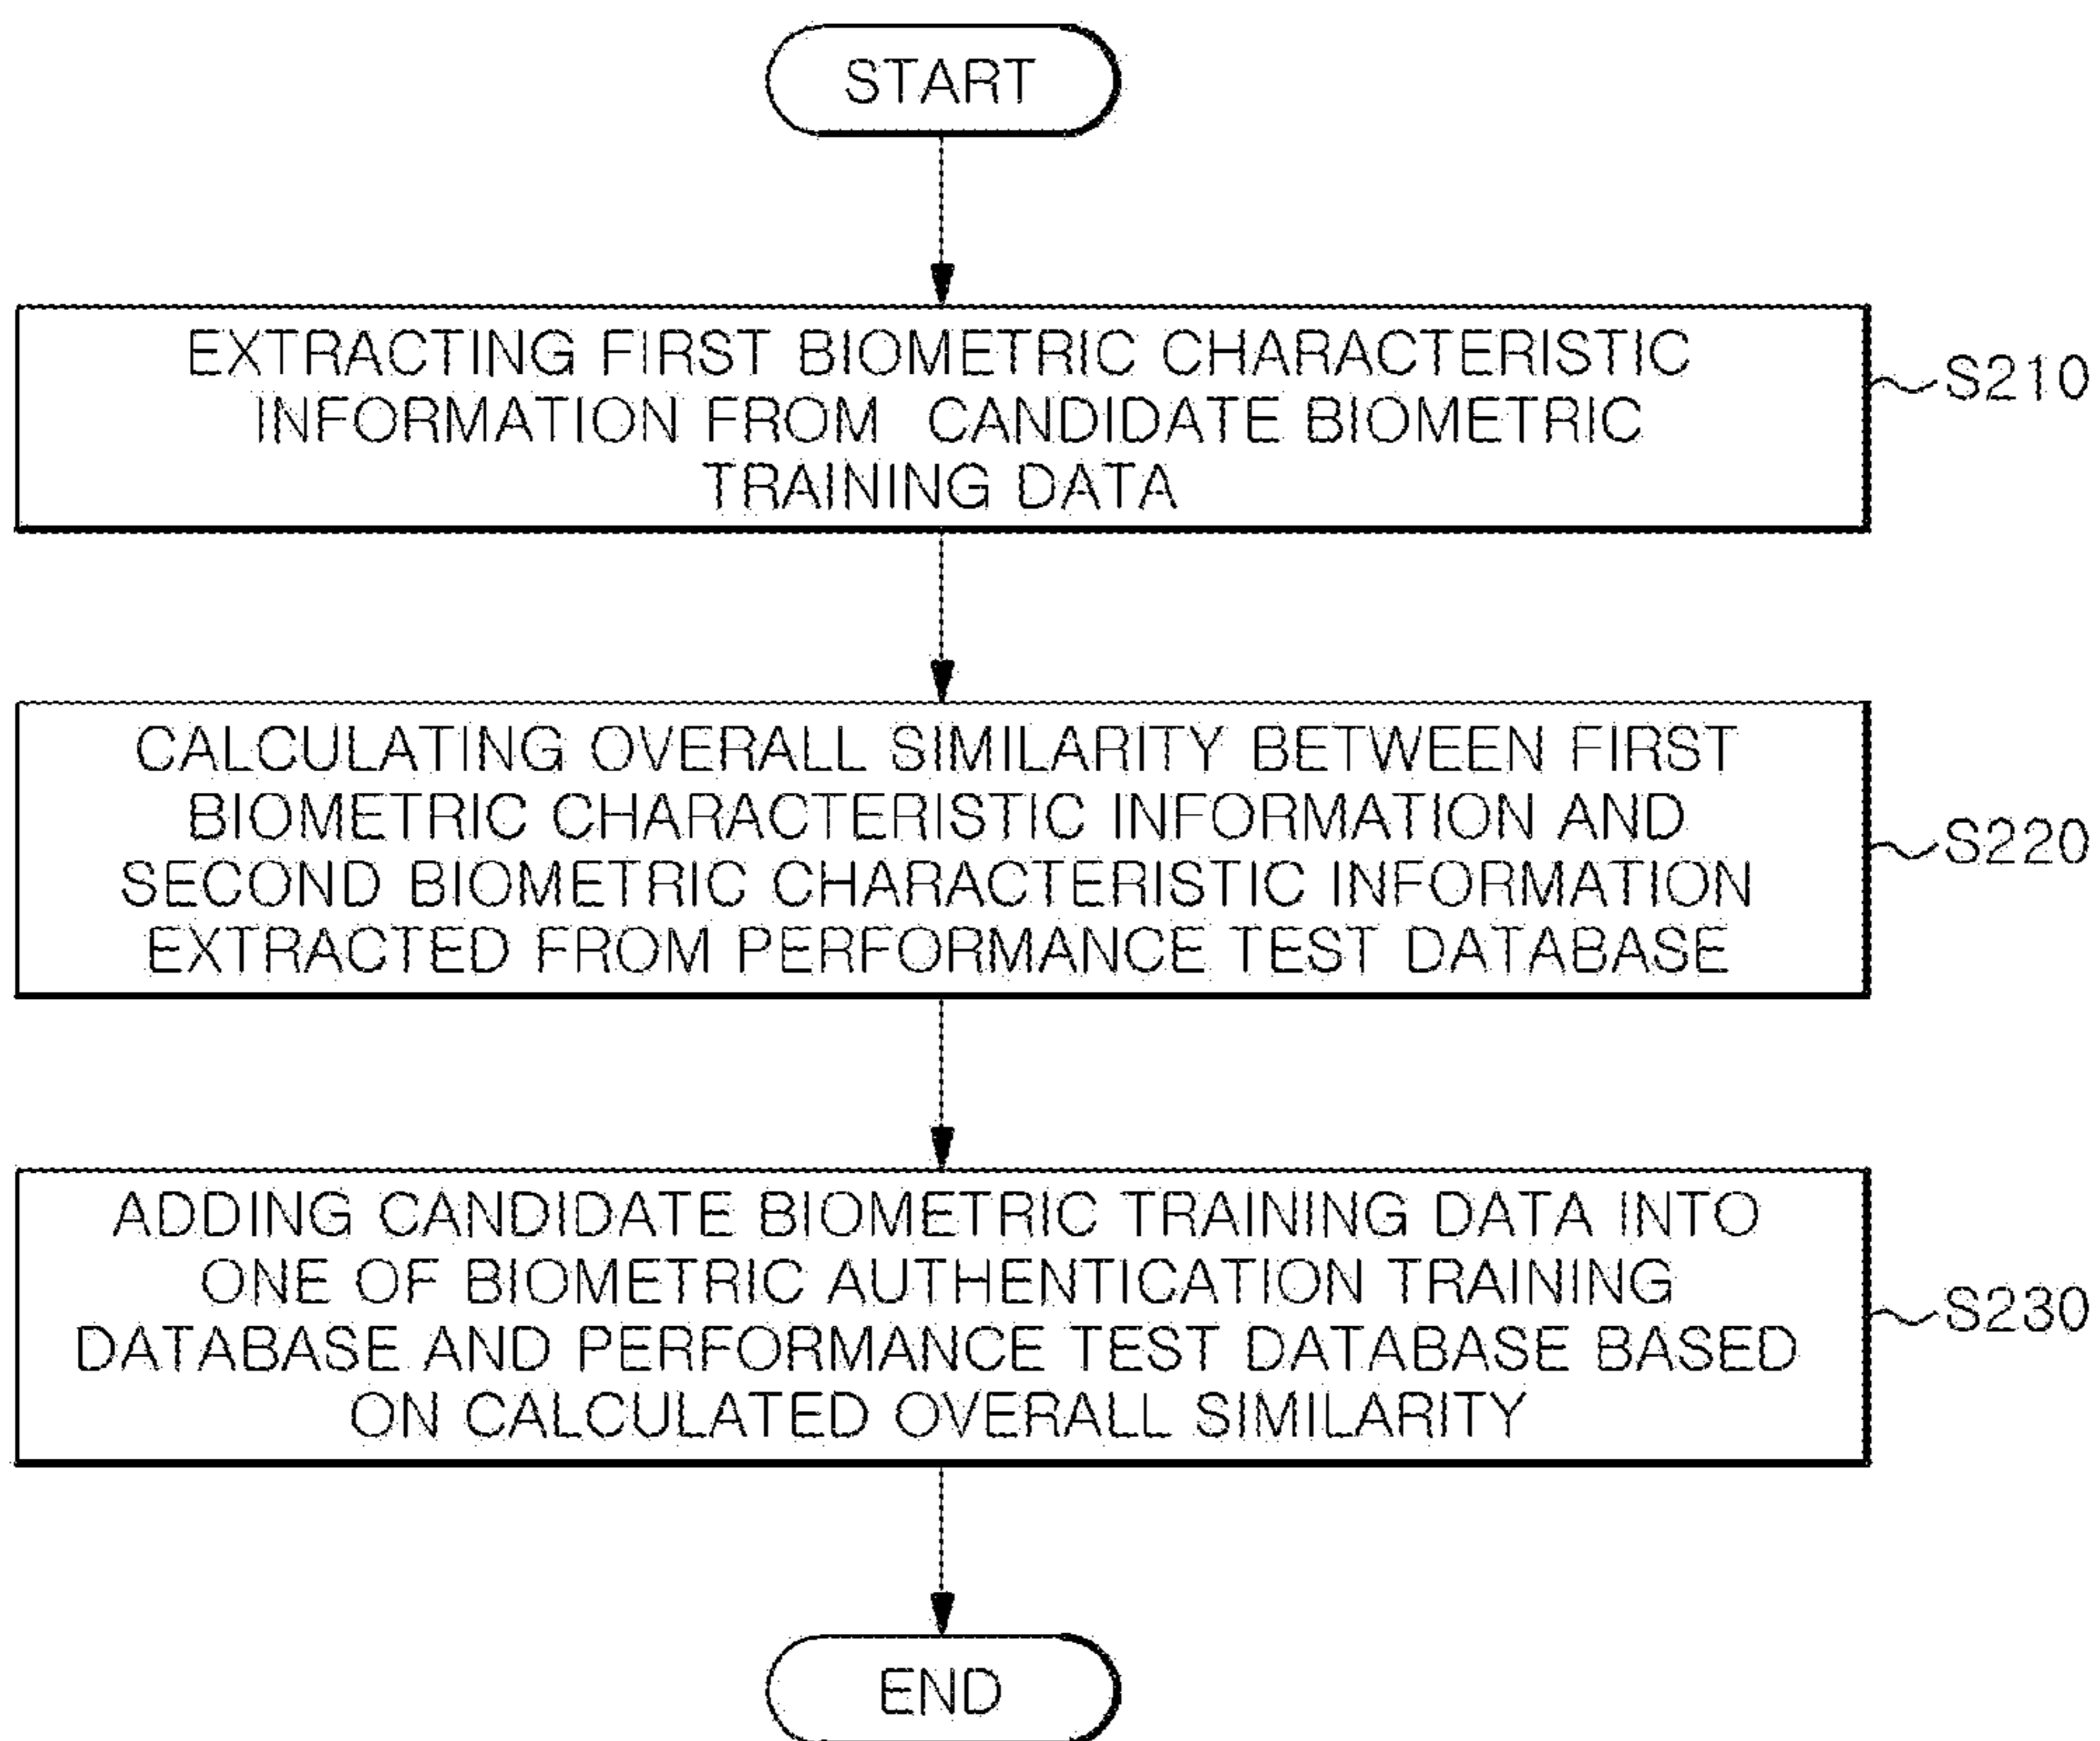 START
EXTRACTING FIRST BIOMETRIC CHARACTERISTIC
INFORMATION FROM CANDIDATE BIOMETRIC
TRAINING DATA
S210
CALCULATING OVERALL SIMILARITY BETWEEN FIRST
BIOMETRIC CHARACTERISTIC INFORMATION AND
SECOND BIOMETRIC CHARACTERISTIC INFORMATION
EXTRACTED FROM PERFORMANCE TEST DATABASE
S220
ADDING CANDIDATE BIOMETRIC TRAINING DATA INTO
ONE OF BIOMETRIC AUTHENTICATION TRAINING
DATABASE AND PERFORMANCE TEST DATABASE BASED
ON CALCULATED OVERALL SIMILARITY
S230
END